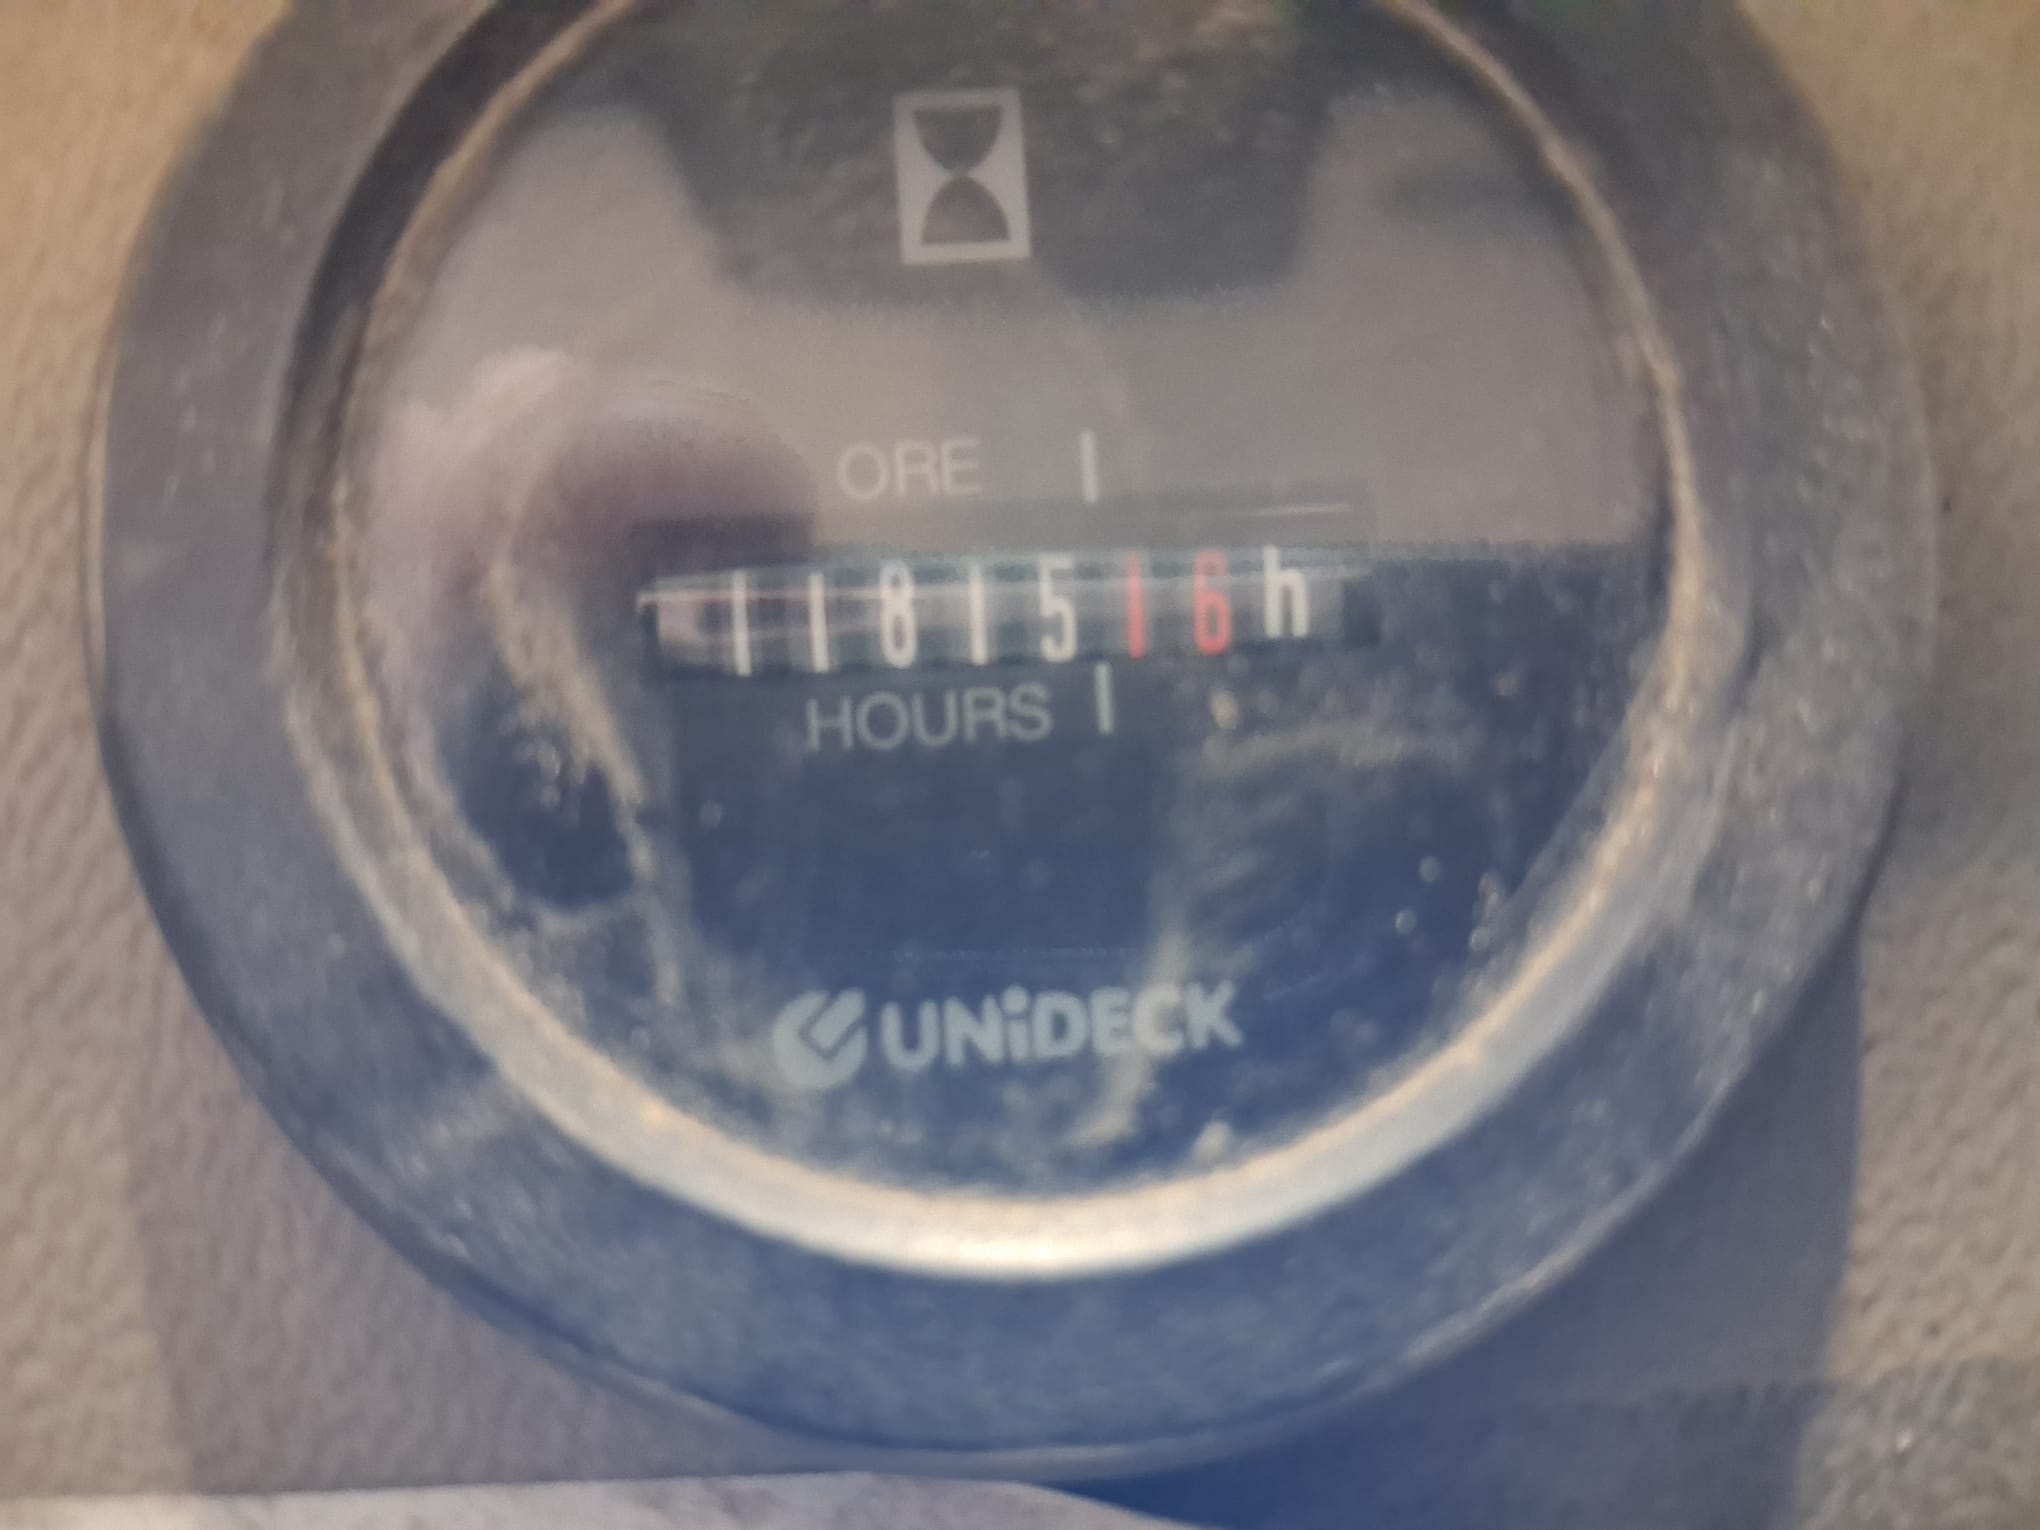 ORE
1181516h
HOURS
UNiDECK